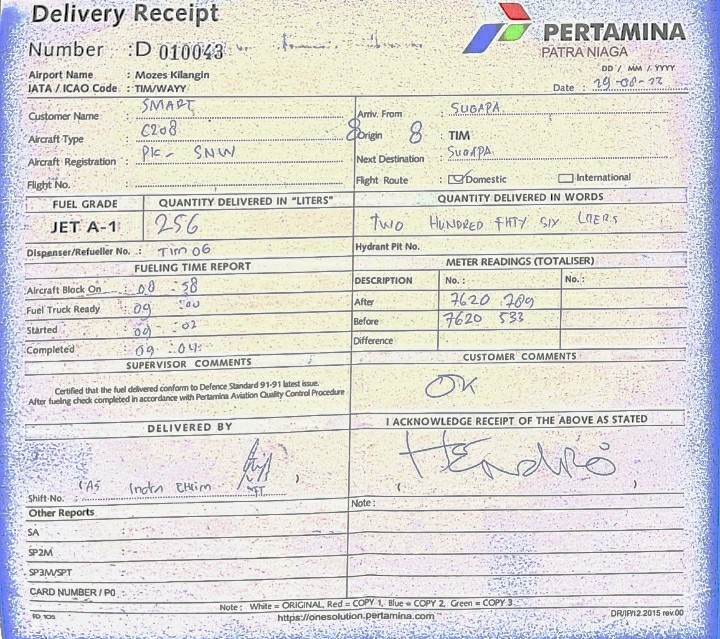 Delivery Receipt
PERTAMINA
PATRA NIAGA
Number : D 010043
Airport Name : Mozes Kilangin
IATA / ICAO Code : TIM/WAYY
DD / MM / YYYY
Date : 29-08-22
Customer Name : SMART
Arriv. From : SUGAPA
Aircraft Type : C208
Origin 8 TIM
Aircraft Registration : PK - SNW
Next Destination : SUGAPA
Flight No. :
Flight Route : Domestic International
FUEL GRADE QUANTITY DELIVERED IN "LITERS" QUANTITY DELIVERED IN WORDS
JET A-1 256 TWO HUNDRED FIFTY SIX LITERS
Dispenser/Refueller No. : TIM 06
Hydrant Pit No.
FUELING TIME REPORT
METER READINGS (TOTALISER)
Aircraft Block On : 08 : 58
DESCRIPTION No. : No. :
Fuel Truck Ready : 09 : 00
After 7620 789
Started : 09 : 02
Before 7620 533
Completed : 09 : 04
Difference
SUPERVISOR COMMENTS
CUSTOMER COMMENTS
Certified that the fuel delivered conform to Defence Standard 91-91 latest issue.
After fueling check completed in accordance with Pertamina Aviation Quality Control Procedure
OK
DELIVERED BY
I ACKNOWLEDGE RECEIPT OF THE ABOVE AS STATED
HENDRO
Shift-No. :
Note :
Other Reports
SA :
SP2M :
SP3M/SPT :
CARD NUMBER / PO
Note : White = ORIGINAL, Red = COPY 1, Blue = COPY 2, Green = COPY 3
https://onesolution.pertamina.com
DR/IP/12.2015 rev.00